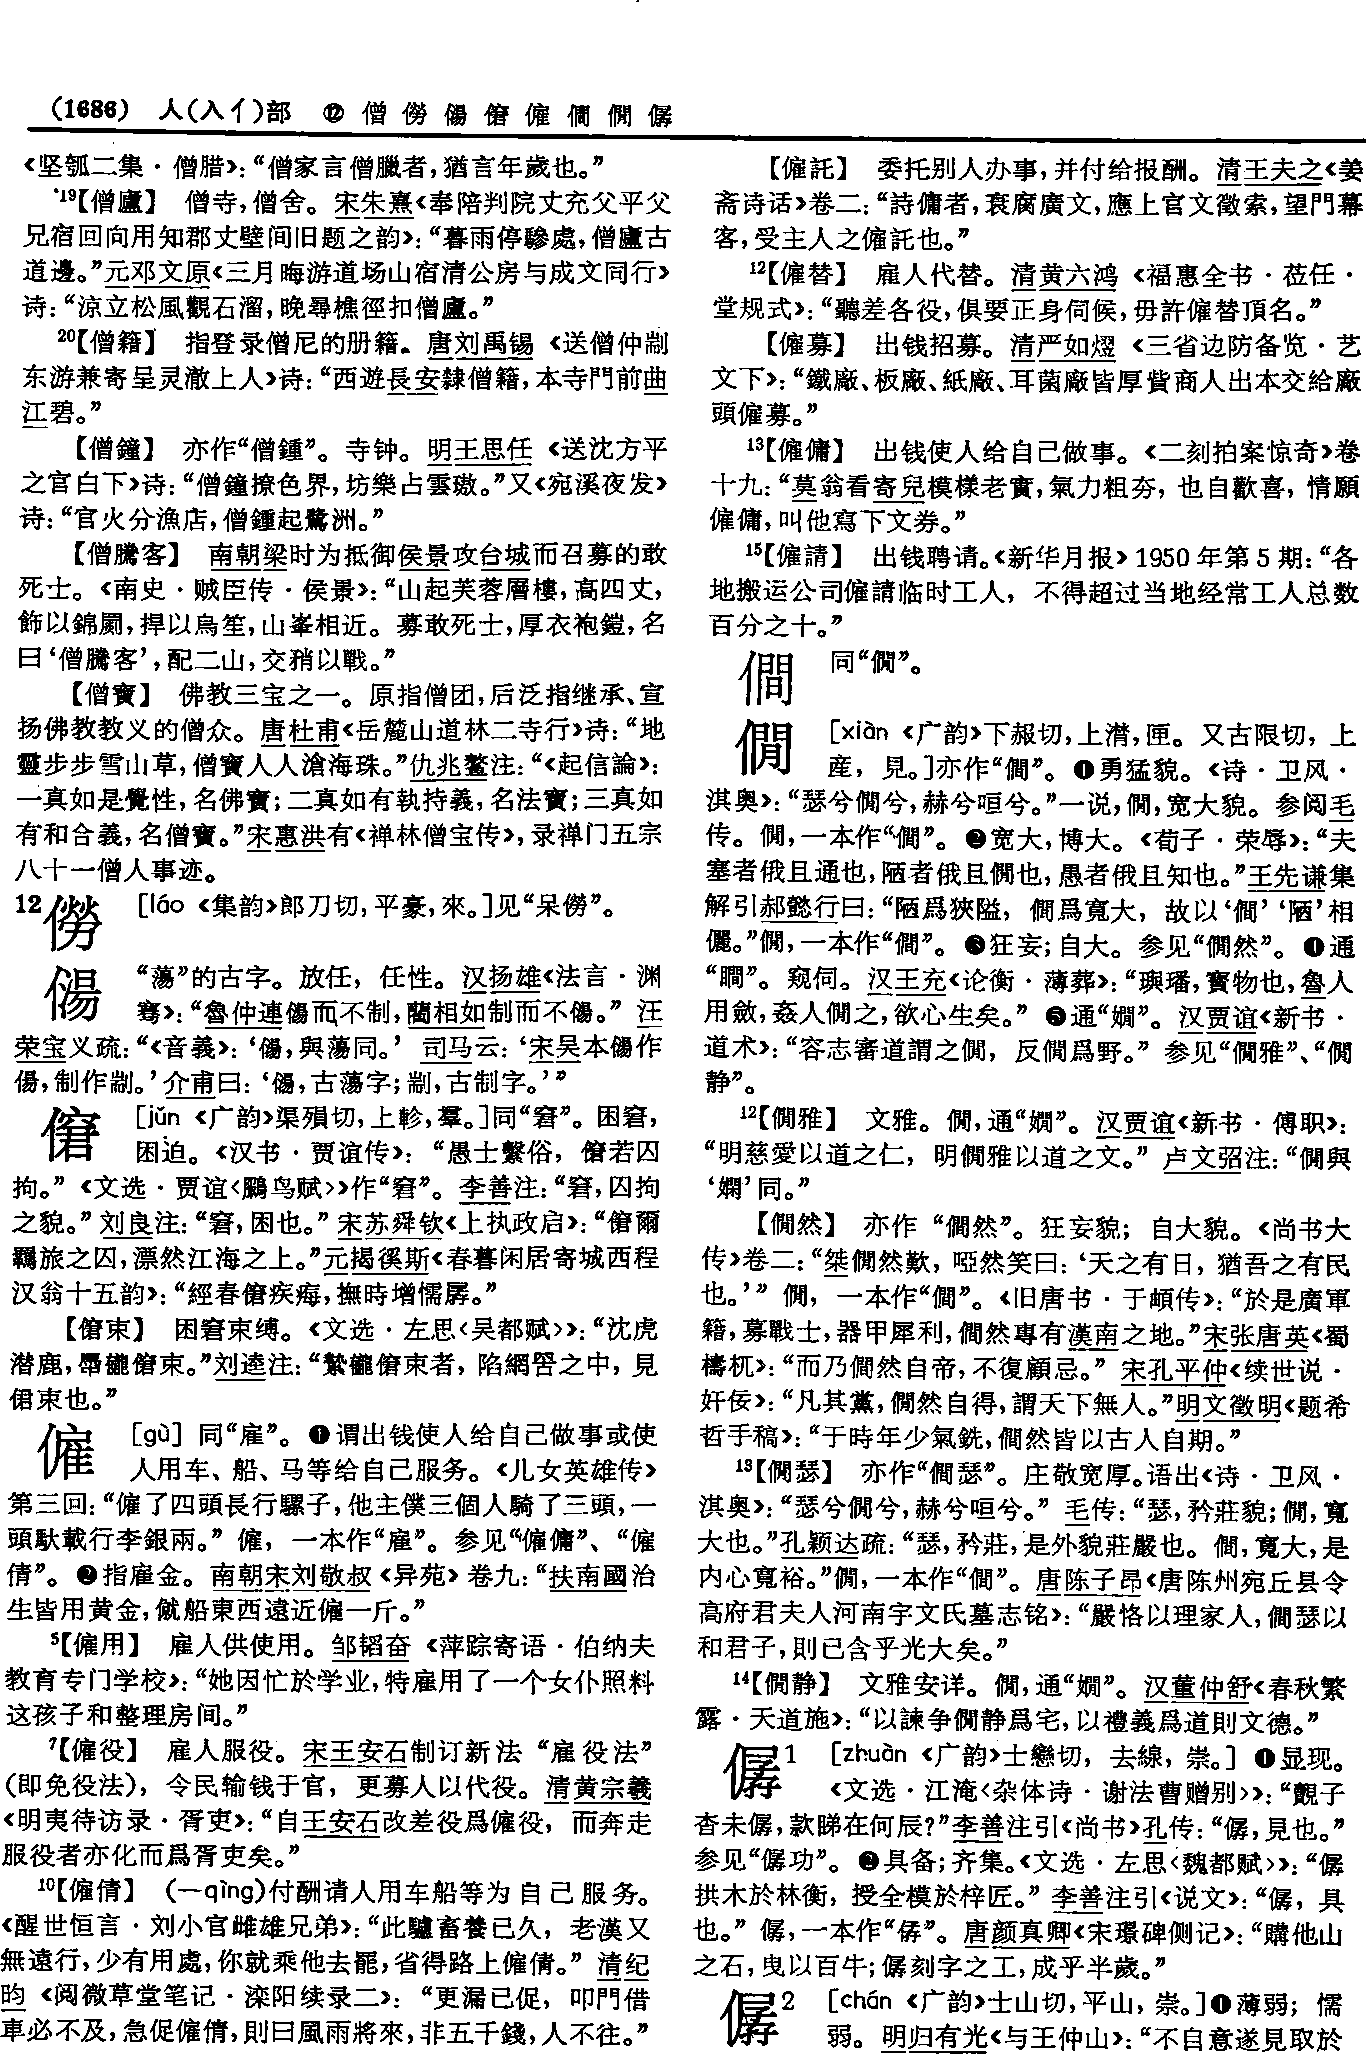 (1686) 人(入亻)部 ⑫ 僧僗傷僒僱僩僴僝
《坚瓠二集·僧腊》：“僧家言僧臘者，猶言年歲也。”
¹⁹【僧廬】 僧寺，僧舍。宋朱熹《奉陪判院丈充父平父
兄宿回向用知郡丈壁间旧题之韵》：“暮雨停驂處，僧廬古
道邊。”元邓文原《三月晦游道场山宿清公房与成文同行》
诗：“涼立松風觀石溜，晚尋樵徑扣僧廬。”
²⁰【僧籍】 指登录僧尼的册籍。唐刘禹锡《送僧仲剬
东游兼寄呈灵澈上人》诗：“西遊長安隸僧籍，本寺門前曲
江碧。”
【僧鐘】 亦作“僧鍾”。寺钟。明王思任《送沈方平
之官白下》诗：“僧鐘撩色界，坊樂占雲璈。”又《宛溪夜发》
诗：“官火分漁店，僧鍾起鷺洲。”
【僧騰客】 南朝梁时为抵御侯景攻台城而召募的敢
死士。《南史·贼臣传·侯景》：“山起芙蓉層樓，高四丈，
飾以錦罽，捍以烏笙，山峯相近。募敢死士，厚衣袍鎧，名
曰‘僧騰客’，配二山，交矟以戰。”
【僧寶】 佛教三宝之一。原指僧团，后泛指继承、宣
扬佛教教义的僧众。唐杜甫《岳麓山道林二寺行》诗：“地
靈步步雪山草，僧寶人人滄海珠。”仇兆鳌注：“《起信論》：
一真如是覺性，名佛寶；二真如有執持義，名法寶；三真如
有和合義，名僧寶。”宋惠洪有《禅林僧宝传》，录禅门五宗
八十一僧人事迹。
12僗 [láo 《集韵》郎刀切，平豪，來。]见“呆僗”。
㑽 “蕩”的古字。放任，任性。汉扬雄《法言·渊
骞》：“魯仲連㑽而不制，藺相如制而不㑽。” 汪
荣宝义疏：“《音義》：‘㑽，與蕩同。’ 司马云：‘宋吴本㑽作
傷，制作剬。’介甫曰：‘㑽，古蕩字；剬，古制字。’”
僒 [jǔn 《广韵》渠殞切，上軫，羣。]同“窘”。困窘，
困迫。《汉书·贾谊传》：“愚士繫俗，僒若囚
拘。”《文选·贾谊〈鵩鸟赋〉》作“窘”。李善注：“窘，囚拘
之貌。”刘良注：“窘，困也。”宋苏舜钦《上执政启》：“僒爾
羈旅之囚，漂然江海之上。”元揭傒斯《春暮闲居寄城西程
汉翁十五韵》：“經春僒疾痗，撫時增懦孱。”
【僒束】 困窘束缚。《文选·左思〈吴都赋〉》：“沈虎
潜鹿，馽龓僒束。”刘逵注：“縶龓僒束者，陷網罟之中，見
僒束也。”
僱 [gù] 同“雇”。❶谓出钱使人给自己做事或使
人用车、船、马等给自己服务。《儿女英雄传》
第三回：“僱了四頭長行騾子，他主僕三個人騎了三頭，一
頭馱載行李銀兩。” 僱，一本作“雇”。参见“僱傭”、“僱
倩”。❷指雇金。南朝宋刘敬叔《异苑》卷九：“扶南國治
生皆用黄金，僦船東西遠近僱一斤。”
⁵【僱用】 雇人供使用。邹韬奋《萍踪寄语·伯纳夫
教育专门学校》：“她因忙於学业，特雇用了一个女仆照料
这孩子和整理房间。”
⁷【僱役】 雇人服役。宋王安石制订新法“雇役法”
(即免役法)，令民输钱于官，更募人以代役。清黄宗羲
《明夷待访录·胥吏》：“自王安石改差役爲僱役，而奔走
服役者亦化而爲胥吏矣。”
¹⁰【僱倩】 (—qìng)付酬请人用车船等为自己服务。
《醒世恒言·刘小官雌雄兄弟》：“此驢畜養已久，老漢又
無遠行，少有用處，你就乘他去罷，省得路上僱倩。” 清纪
昀《阅微草堂笔记·滦阳续录二》：“更漏已促，叩門借
車必不及，急促僱倩，則曰風雨將來，非五千錢，人不往。”
【僱託】 委托别人办事，并付给报酬。清王夫之《姜
斋诗话》卷二：“詩傭者，衰腐廣文，應上官文徵索，望門幕
客，受主人之僱託也。”
¹²【僱替】 雇人代替。清黄六鸿《福惠全书·莅任·
堂规式》：“聽差各役，俱要正身伺候，毋許僱替頂名。”
【僱募】 出钱招募。清严如熤《三省边防备览·艺
文下》：“鐵廠、板廠、紙廠、耳菌廠皆厚貲商人出本交給廠
頭僱募。”
¹³【僱傭】 出钱使人给自己做事。《二刻拍案惊奇》卷
十九：“莫翁看寄兒模樣老實，氣力粗夯，也自歡喜，情願
僱傭，叫他寫下文券。”
¹⁵【僱請】 出钱聘请。《新华月报》1950年第5期：“各
地搬运公司僱請临时工人，不得超过当地经常工人总数
百分之十。”
僩 同“僴”。
僴 [xiàn 《广韵》下赧切，上潸，匣。又古限切，上
産，見。]亦作“僩”。❶勇猛貌。《诗·卫风·
淇奥》：“瑟兮僴兮，赫兮咺兮。”一说，僴，宽大貌。参阅毛
传。僴，一本作“僩”。❷宽大，博大。《荀子·荣辱》：“夫
塞者俄且通也，陋者俄且僴也，愚者俄且知也。”王先谦集
解引郝懿行曰：“陋爲狹隘，僩爲寬大，故以‘僩’‘陋’相
儷。”僴，一本作“僩”。❸狂妄；自大。参见“僴然”。❹通
“瞷”。窥伺。汉王充《论衡·薄葬》：“璵璠，寶物也，魯人
用斂，姦人僴之，欲心生矣。”❺通“嫺”。汉贾谊《新书·
道术》：“容志審道謂之僴，反僴爲野。” 参见“僴雅”、“僴
静”。
¹²【僴雅】 文雅。僴，通“嫺”。汉贾谊《新书·傅职》：
“明慈愛以道之仁，明僴雅以道之文。” 卢文弨注：“僴與
‘嫻’同。”
【僴然】 亦作“僩然”。狂妄貌；自大貌。《尚书大
传》卷二：“桀僴然歎，啞然笑曰：‘天之有日，猶吾之有民
也。’” 僴，一本作“僩”。《旧唐书·于頔传》：“於是廣軍
籍，募戰士，器甲犀利，僩然專有漢南之地。”宋张唐英《蜀
檮杌》：“而乃僩然自帝，不復顧忌。” 宋孔平仲《续世说·
奸佞》：“凡其黨，僴然自得，謂天下無人。”明文徵明《题希
哲手稿》：“于時年少氣銳，僩然皆以古人自期。”
¹³【僴瑟】 亦作“僩瑟”。庄敬宽厚。语出《诗·卫风·
淇奥》：“瑟兮僴兮，赫兮咺兮。” 毛传：“瑟，矜莊貌；僴，寬
大也。”孔颖达疏：“瑟，矜莊，是外貌莊嚴也。僩，寬大，是
内心寬裕。”僴，一本作“僩”。唐陈子昂《唐陈州宛丘县令
高府君夫人河南宇文氏墓志铭》：“嚴恪以理家人，僩瑟以
和君子，則已含乎光大矣。”
¹⁴【僴静】 文雅安详。僴，通“嫺”。汉董仲舒《春秋繁
露·天道施》：“以諫争僴静爲宅，以禮義爲道則文德。”
僝1 [zhuàn 《广韵》士戀切，去線，崇。] ❶显现。
《文选·江淹〈杂体诗·谢法曹赠别〉》：“覿子
杳未僝，款睇在何辰？”李善注引《尚书》孔传：“僝，見也。”
参见“僝功”。❷具备；齐集。《文选·左思〈魏都赋〉》：“僝
拱木於林衡，授全模於梓匠。” 李善注引《说文》：“僝，具
也。” 僝，一本作“孱”。唐颜真卿《宋璟碑侧记》：“購他山
之石，曳以百牛；僝刻字之工，成乎半歲。”
僝2 [chán 《广韵》士山切，平山，崇。]❶薄弱；懦
弱。明归有光《与王仲山》：“不自意遂見取於